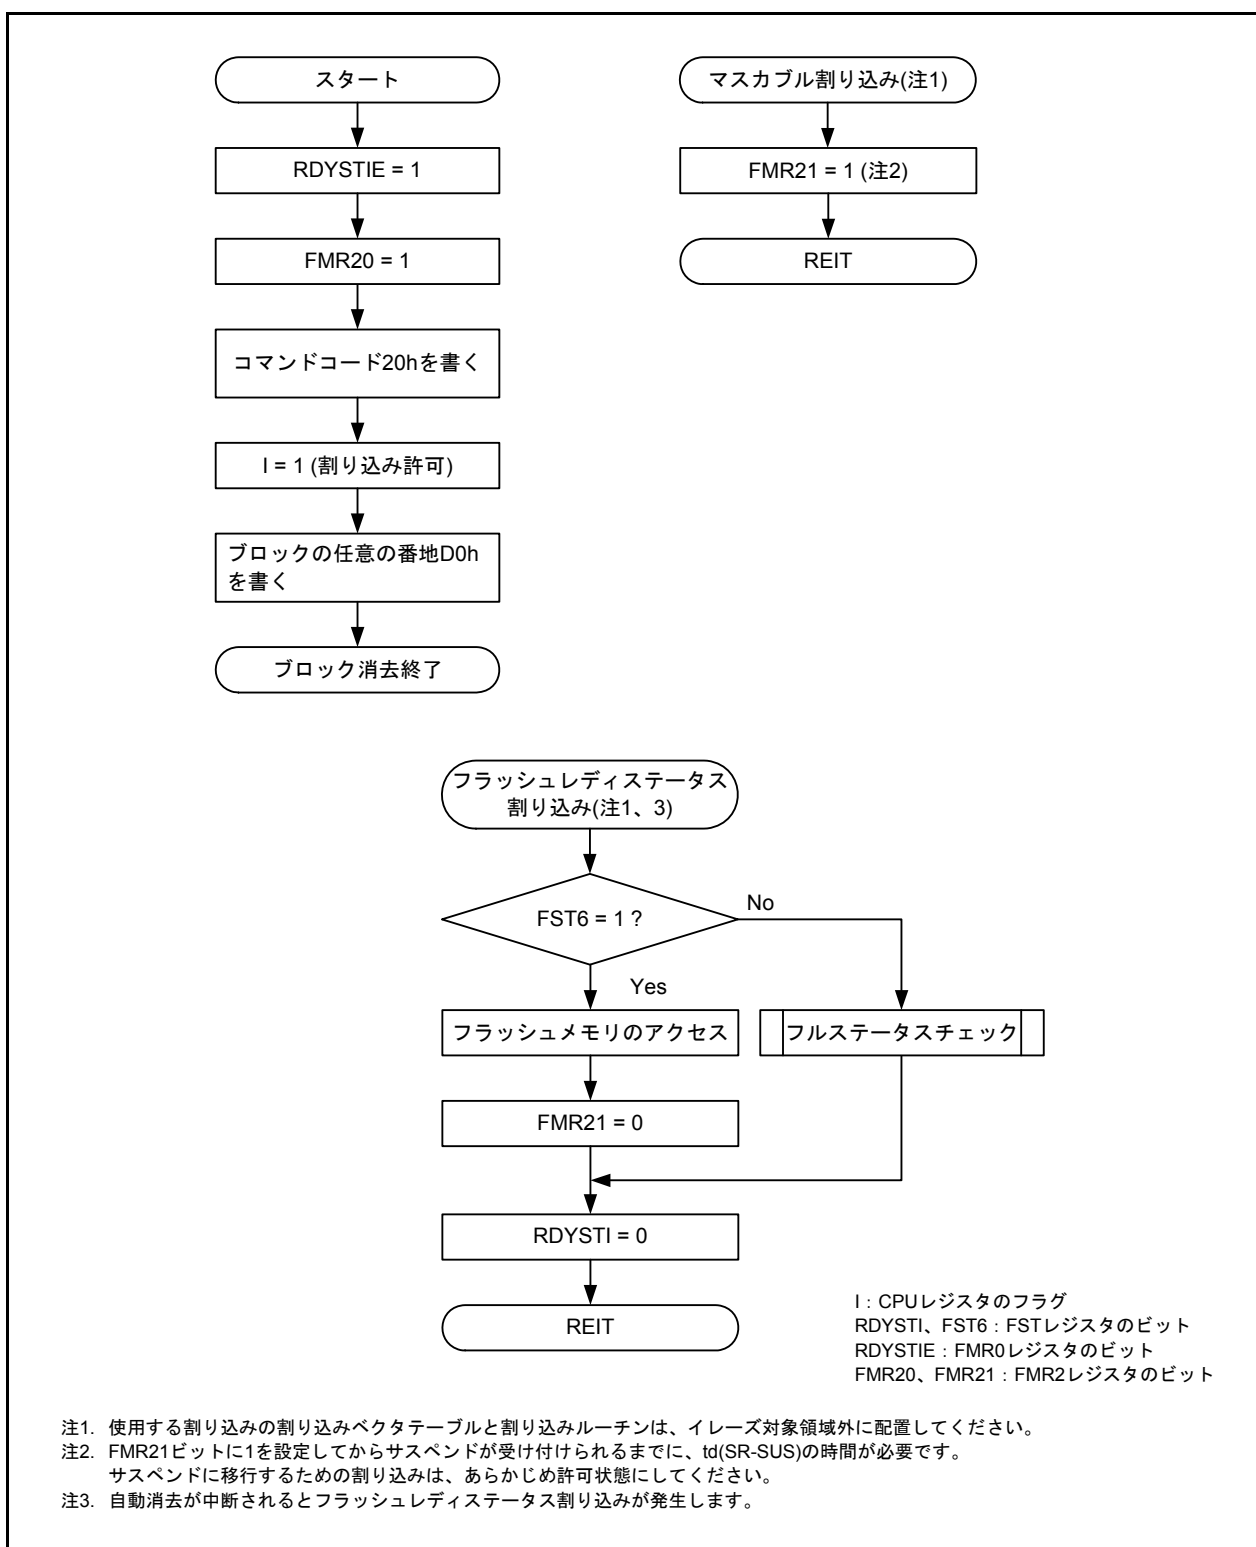 スタート
RDYSTIE = 1
FMR20 = 1
コマンドコード20hを書く
I = 1 (割り込み許可)
ブロックの任意の番地D0h
を書く
ブロック消去終了
マスカブル割り込み(注1)
FMR21 = 1 (注2)
REIT
フラッシュレディステータス
割り込み(注1、3)
FST6 = 1 ?
No
Yes
フラッシュメモリのアクセス
フルステータスチェック
FMR21 = 0
RDYSTI = 0
REIT
I：CPUレジスタのフラグ
RDYSTI、FST6：FSTレジスタのビット
RDYSTIE：FMR0レジスタのビット
FMR20、FMR21：FMR2レジスタのビット
注1. 使用する割り込みの割り込みベクタテーブルと割り込みルーチンは、イレーズ対象領域外に配置してください。
注2. FMR21ビットに1を設定してからサスペンドが受け付けられるまでに、td(SR-SUS)の時間が必要です。
サスペンドに移行するための割り込みは、あらかじめ許可状態にしてください。
注3. 自動消去が中断されるとフラッシュレディステータス割り込みが発生します。